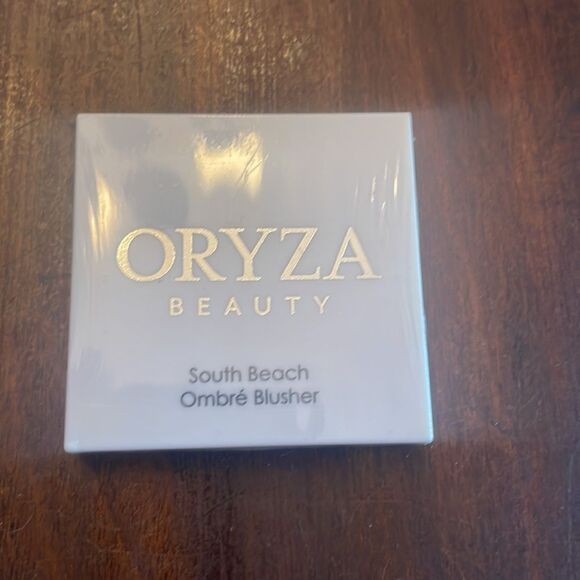 ORYZA
BEAUTY
South Beach
Ombré Blusher